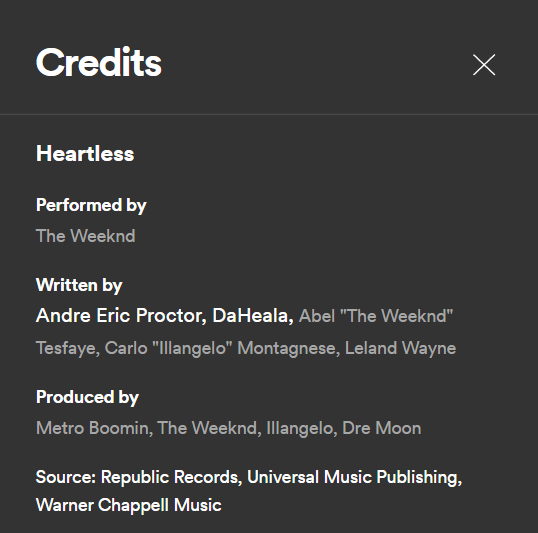 Credits
Heartless
Performed by
The Weeknd
Written by
Andre Eric Proctor, DaHeala, Abel "The Weeknd"
Tesfaye, Carlo "Illangelo" Montagnese, Leland Wayne
Produced by
Metro Boomin, The Weeknd, Illangelo, Dre Moon
Source: Republic Records, Universal Music Publishing,
Warner Chappell Music